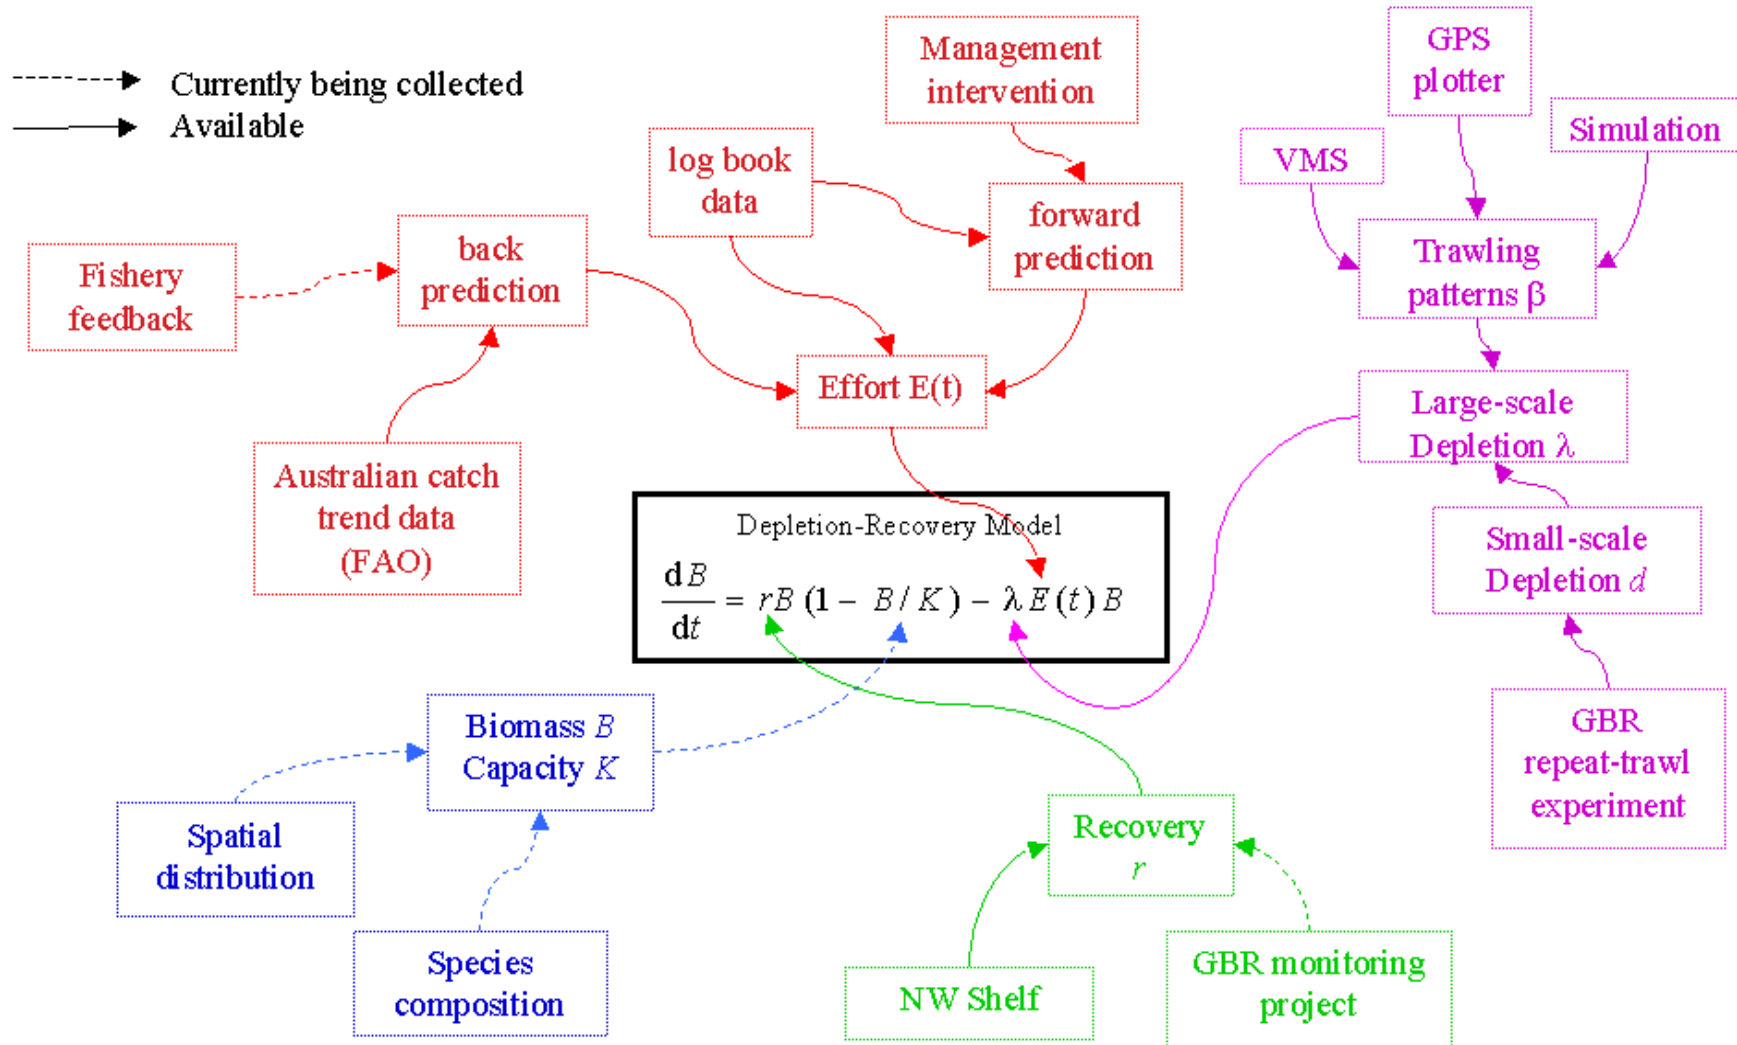 Currently being collected
Available
Management
intervention
GPS
plotter
Simulation
VMS
log book
data
forward
prediction
back
prediction
Fishery
feedback
Trawling
patterns β
Effort E(t)
Large-scale
Depletion λ
Australian catch
trend data
(FAO)
Depletion-Recovery Model
dB/dt = rB (1 − B/K) − λE(t)B
Small-scale
Depletion d
Biomass B
Capacity K
GBR
repeat-trawl
experiment
Spatial
distribution
Recovery
r
Species
composition
NW Shelf
GBR monitoring
project